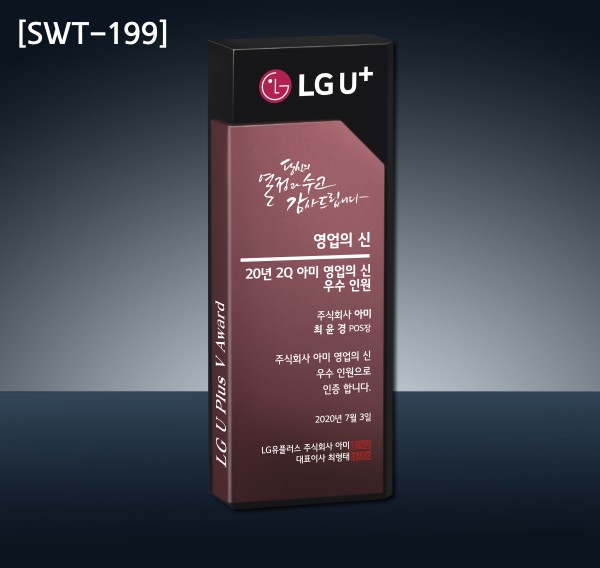 [SWT-199]
LG U+
당신의
열정과 수고
감사드립니다
영업의 신
20년 2Q 아미 영업의 신
우수 인원
주식회사 아미
최 윤 경 POS장
주식회사 아미 영업의 신
우수 인원으로
인증 합니다.
2020년 7월 3일
LG유플러스 주식회사 아미
대표이사 최형태
LG U Plus V Award